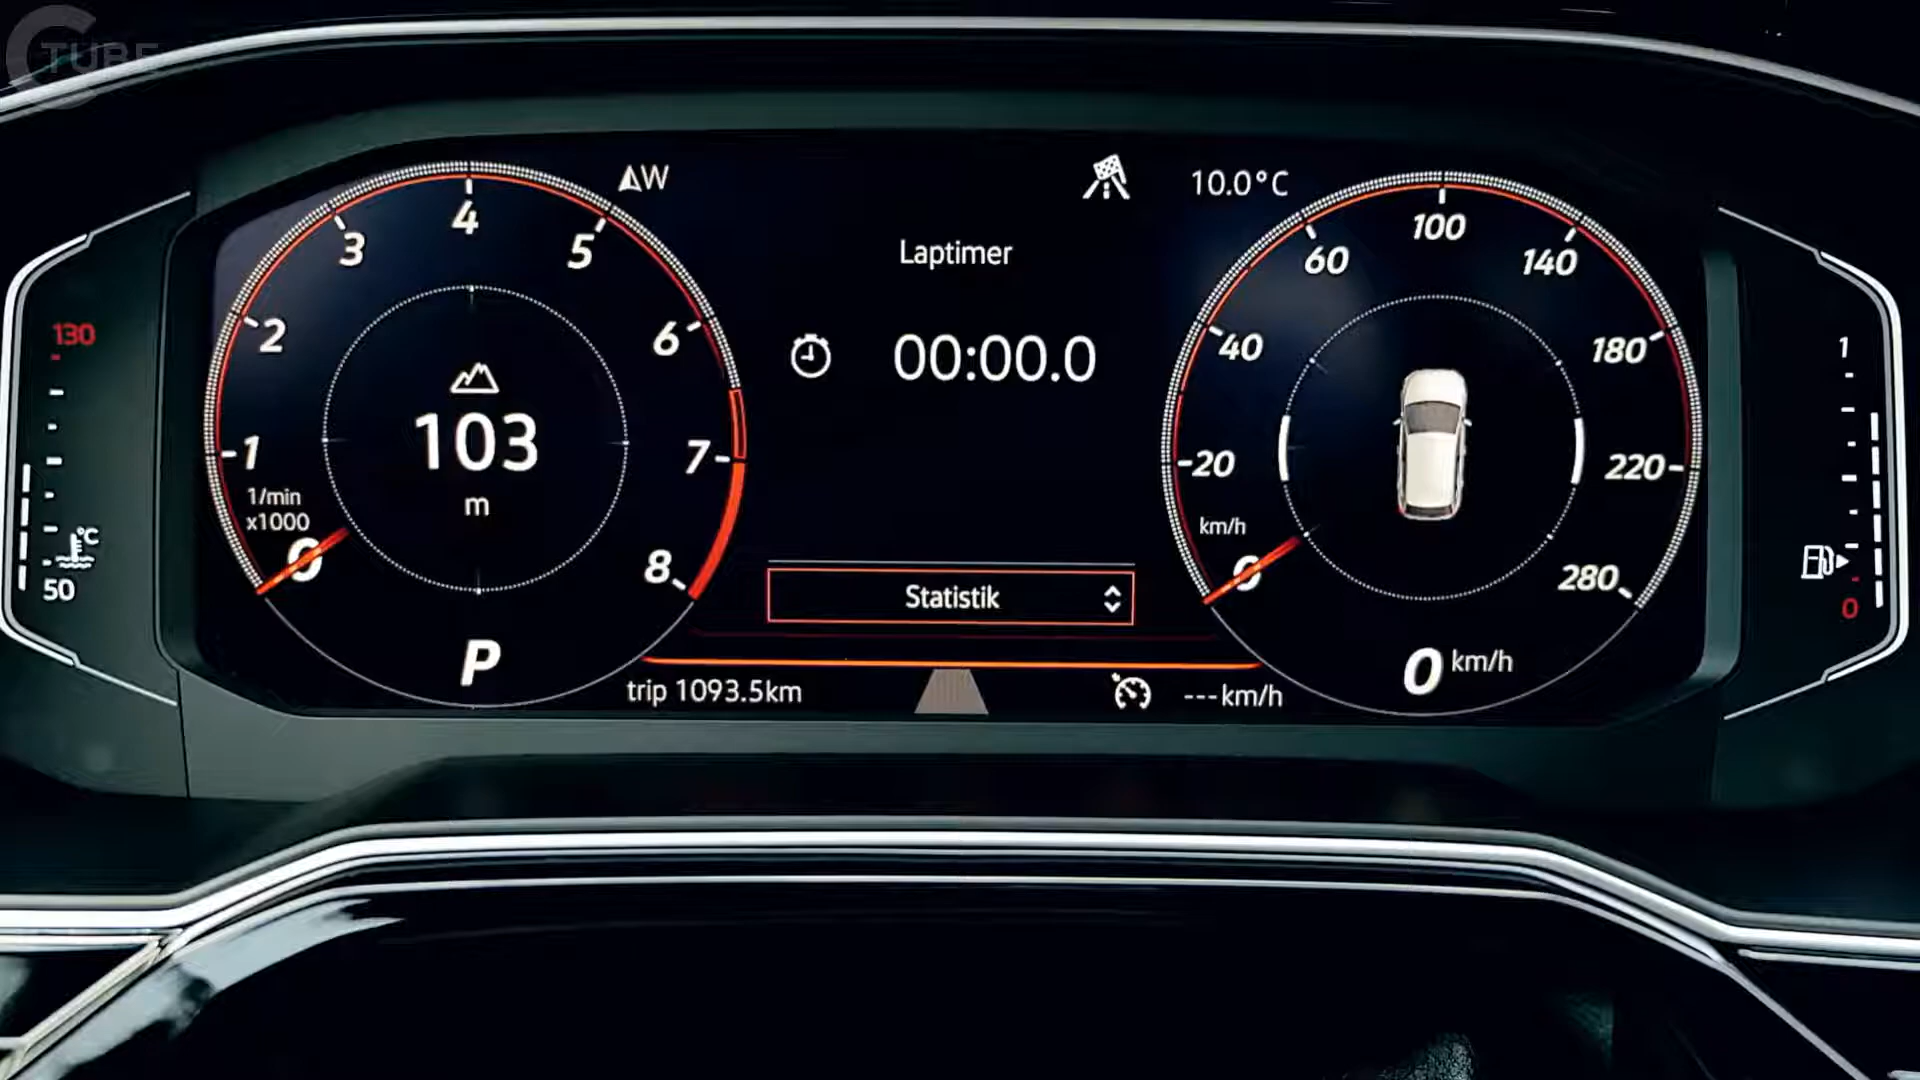 C TUBE
W
10.0°C
Laptimer
00:00.0
Statistik
trip 1093.5km
---km/h
130
50
°C
0
1
2
3
4
5
6
7
8
1/min
x1000
103
m
P
0
20
40
60
100
140
180
220
280
km/h
0 km/h
1
0